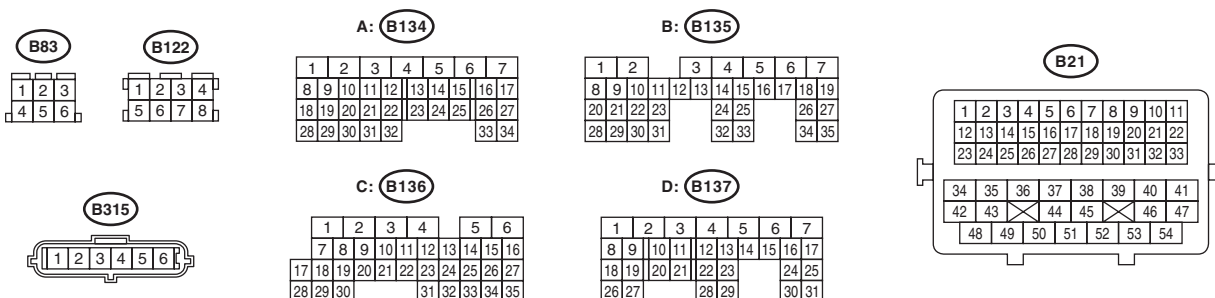 B83
1 2 3
4 5 6
B122
1 2 3 4
5 6 7 8
A: B134
1 2 3 4 5 6 7
8 9 10 11 12 13 14 15 16 17
18 19 20 21 22 23 24 25 26 27
28 29 30 31 32 33 34
B: B135
1 2 3 4 5 6 7
8 9 10 11 12 13 14 15 16 17 18 19
20 21 22 23 24 25 26 27
28 29 30 31 32 33 34 35
B21
1 2 3 4 5 6 7 8 9 10 11
12 13 14 15 16 17 18 19 20 21 22
23 24 25 26 27 28 29 30 31 32 33
34 35 36 37 38 39 40 41
42 43 44 45 46 47
48 49 50 51 52 53 54
B315
1 2 3 4 5 6
C: B136
1 2 3 4 5 6
7 8 9 10 11 12 13 14 15 16
17 18 19 20 21 22 23 24 25 26 27
28 29 30 31 32 33 34 35
D: B137
1 2 3 4 5 6 7
8 9 10 11 12 13 14 15 16 17
18 19 20 21 22 23 24 25
26 27 28 29 30 31